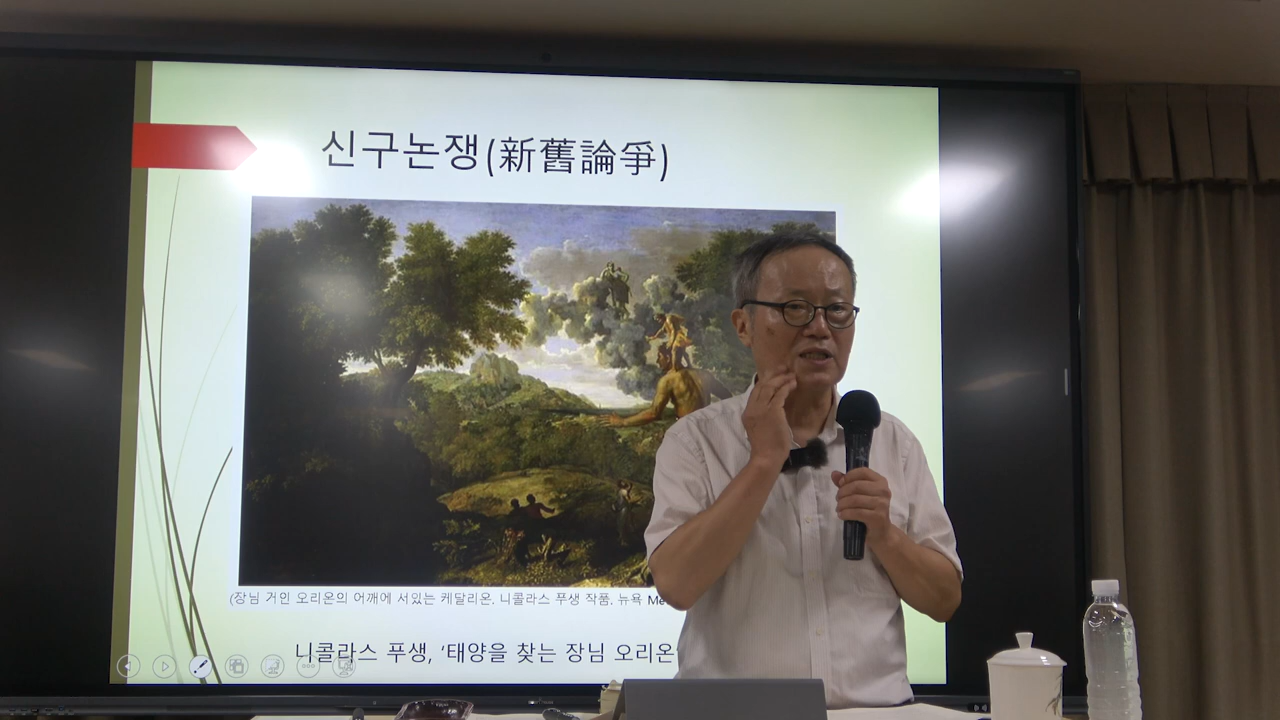 신구논쟁(新舊論爭)
(장님 거인 오리온의 어깨에 서있는 케달리온, 니콜라스 푸생 작품, 뉴욕 Me
니콜라스 푸생, ‘태양을 찾는 장님 오리온’